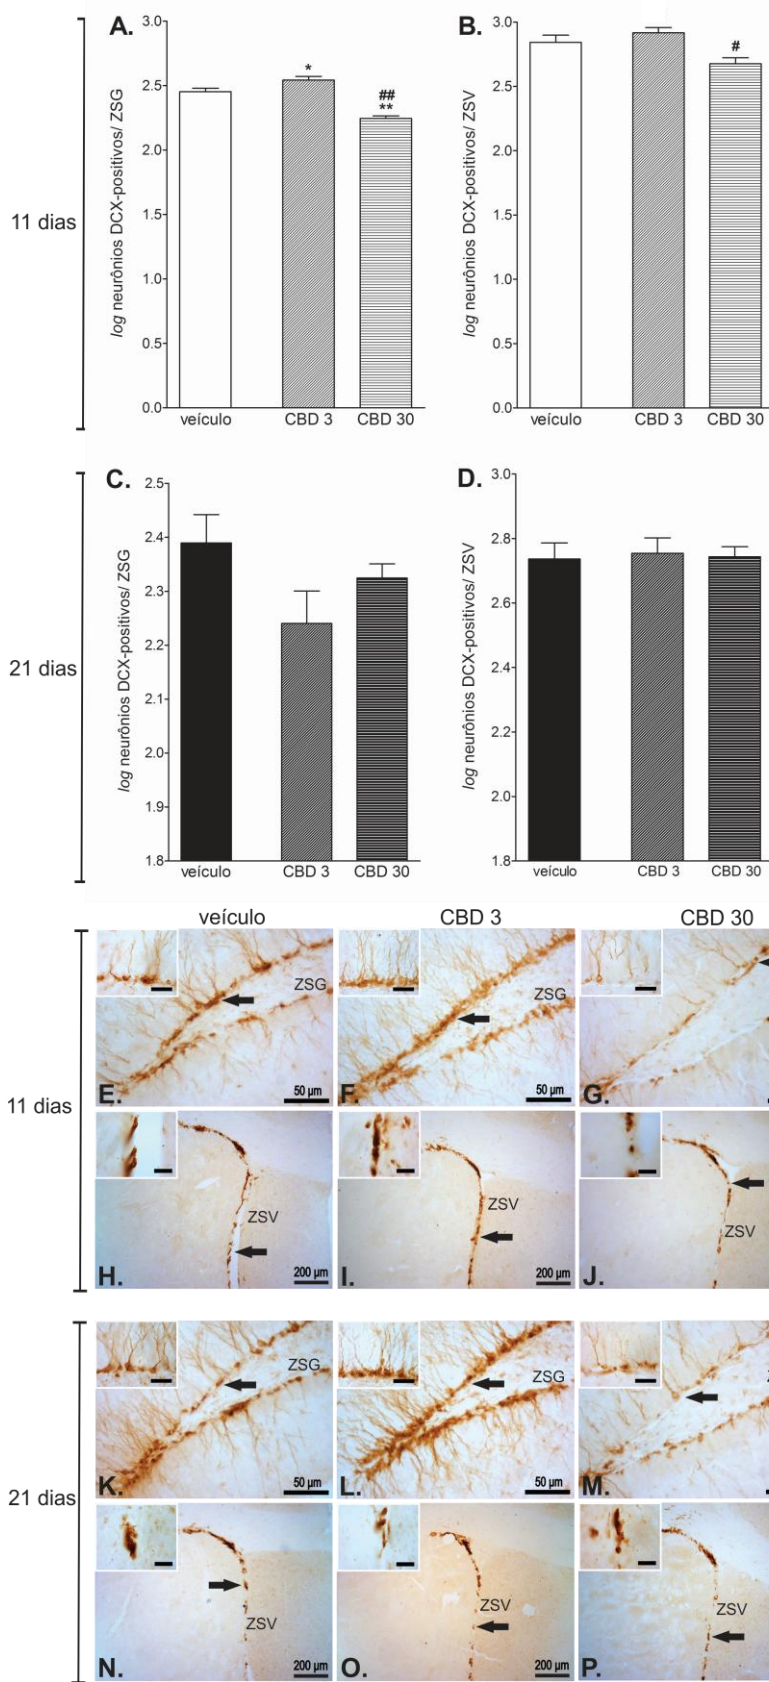 11 dias
A.
log neurônios DCX-positivos/ ZSG
3.0
2.5
2.0
1.5
1.0
0.5
0.0
*
##
**
veículo
CBD 3
CBD 30
B.
log neurônios DCX-positivos/ ZSV
3.0
2.5
2.0
1.5
1.0
0.5
0.0
#
veículo
CBD 3
CBD 30
21 dias
C.
log neurônios DCX-positivos/ ZSG
2.5
2.4
2.3
2.2
2.1
2.0
1.9
1.8
veículo
CBD 3
CBD 30
D.
log neurônios DCX-positivos/ ZSV
3.0
2.8
2.6
2.4
2.2
2.0
1.8
veículo
CBD 3
CBD 30
veículo
CBD 3
CBD 30
11 dias
ZSG
E.
50 µm
ZSG
F.
50 µm
G.
ZSV
H.
200 µm
ZSV
I.
200 µm
ZSV
J.
21 dias
ZSG
K.
50 µm
ZSG
L.
50 µm
M.
ZSV
N.
200 µm
ZSV
O.
200 µm
ZSV
P.